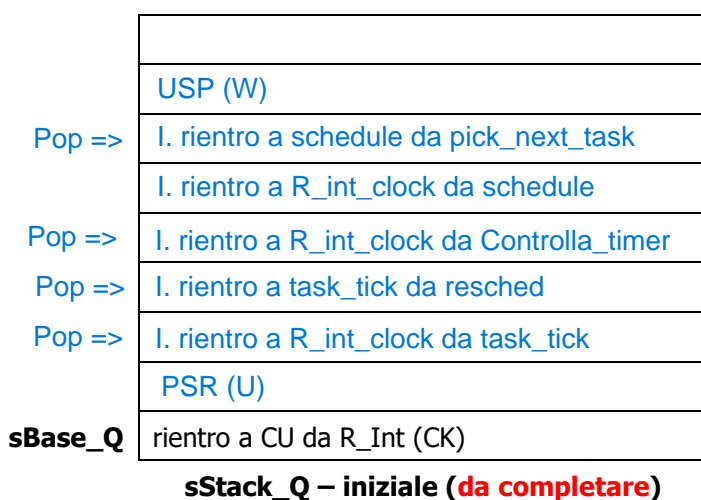 USP (W)
Pop => I. rientro a schedule da pick_next_task
I. rientro a R_int_clock da schedule
Pop => I. rientro a R_int_clock da Controlla_timer
Pop => I. rientro a task_tick da resched
Pop => I. rientro a R_int_clock da task_tick
PSR (U)
sBase_Q rientro a CU da R_Int (CK)
sStack_Q – iniziale (da completare)